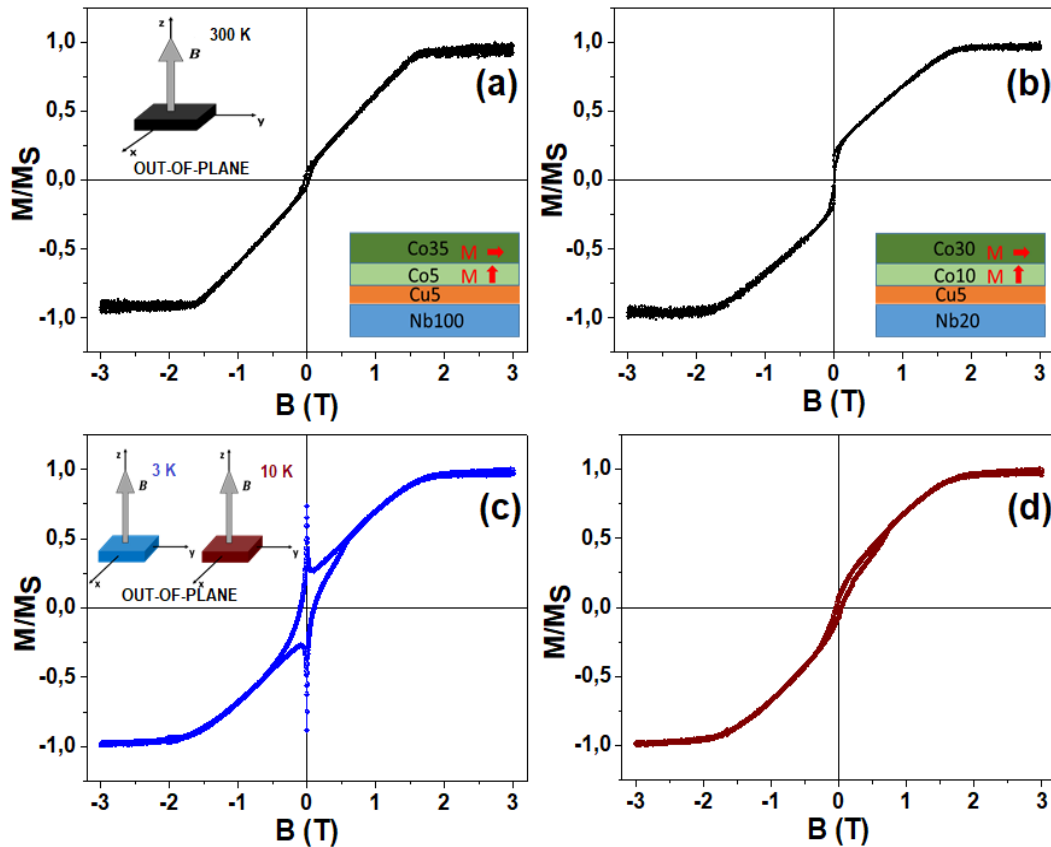 z
B
300 K
y
x
OUT-OF-PLANE
(a)
1,0
0,5
0,0
-0,5
-1,0
M/MS
Co35 M
Co5 M
Cu5
Nb100
-3 -2 -1 0 1 2 3
B (T)
(b)
1,0
0,5
0,0
-0,5
-1,0
M/MS
Co30 M
Co10 M
Cu5
Nb20
-3 -2 -1 0 1 2 3
B (T)
z
3 K
B
y
x
z
10 K
B
y
x
OUT-OF-PLANE
(c)
1,0
0,5
0,0
-0,5
-1,0
M/MS
-3 -2 -1 0 1 2 3
B (T)
(d)
1,0
0,5
0,0
-0,5
-1,0
M/MS
-3 -2 -1 0 1 2 3
B (T)